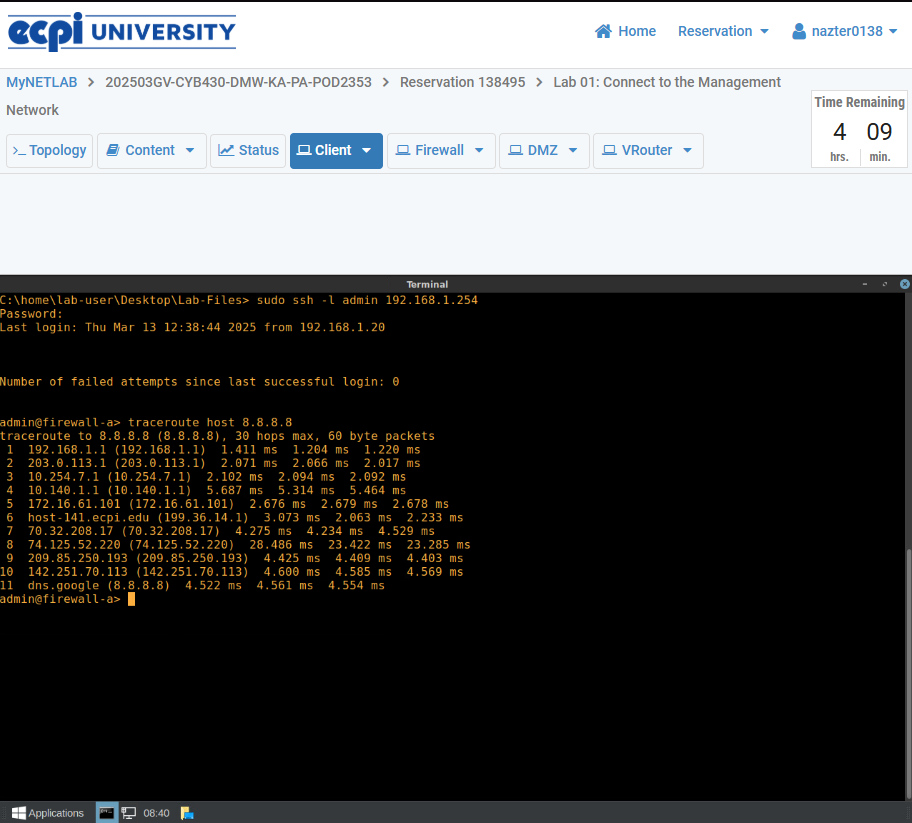 ecpi UNIVERSITY
Home Reservation nazter0138
MyNETLAB > 202503GV-CYB430-DMW-KA-PA-POD2353 > Reservation 138495 > Lab 01: Connect to the Management
Network
Time Remaining
4 09
hrs. min.
>_ Topology Content Status Client Firewall DMZ VRouter
Terminal
C:\home\lab-user\Desktop\Lab-Files> sudo ssh -l admin 192.168.1.254
Password:
Last login: Thu Mar 13 12:38:44 2025 from 192.168.1.20
Number of failed attempts since last successful login: 0
admin@firewall-a> traceroute host 8.8.8.8
traceroute to 8.8.8.8 (8.8.8.8), 30 hops max, 60 byte packets
1 192.168.1.1 (192.168.1.1) 1.411 ms 1.204 ms 1.220 ms
2 203.0.113.1 (203.0.113.1) 2.071 ms 2.066 ms 2.017 ms
3 10.254.7.1 (10.254.7.1) 2.102 ms 2.094 ms 2.092 ms
4 10.140.1.1 (10.140.1.1) 5.687 ms 5.314 ms 5.464 ms
5 172.16.61.101 (172.16.61.101) 2.676 ms 2.679 ms 2.678 ms
6 host-141.ecpi.edu (199.36.14.1) 3.073 ms 2.063 ms 2.233 ms
7 70.32.208.17 (70.32.208.17) 4.275 ms 4.234 ms 4.529 ms
8 74.125.52.220 (74.125.52.220) 28.486 ms 23.422 ms 23.285 ms
9 209.85.250.193 (209.85.250.193) 4.425 ms 4.409 ms 4.403 ms
10 142.251.70.113 (142.251.70.113) 4.600 ms 4.585 ms 4.569 ms
11 dns.google (8.8.8.8) 4.522 ms 4.561 ms 4.554 ms
admin@firewall-a>
Applications 08:40